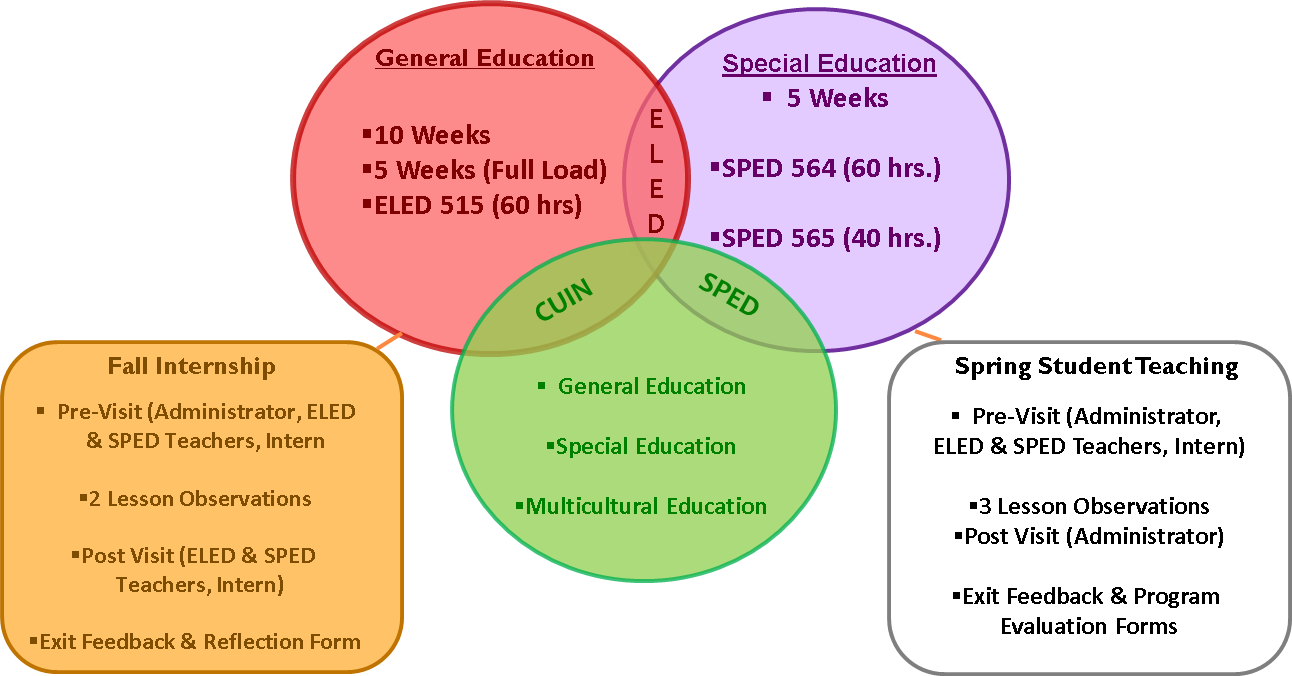 General Education
▪10 Weeks
▪5 Weeks (Full Load)
▪ELED 515 (60 hrs)
Special Education
▪ 5 Weeks
▪SPED 564 (60 hrs.)
▪SPED 565 (40 hrs.)
E
L
E
D
CUIN
SPED
▪ General Education
▪Special Education
▪Multicultural Education
Fall Internship
▪ Pre-Visit (Administrator, ELED
& SPED Teachers, Intern
▪2 Lesson Observations
▪Post Visit (ELED & SPED
Teachers, Intern)
▪Exit Feedback & Reflection Form
Spring Student Teaching
▪ Pre-Visit (Administrator,
ELED & SPED Teachers, Intern)
▪3 Lesson Observations
▪Post Visit (Administrator)
▪Exit Feedback & Program
Evaluation Forms